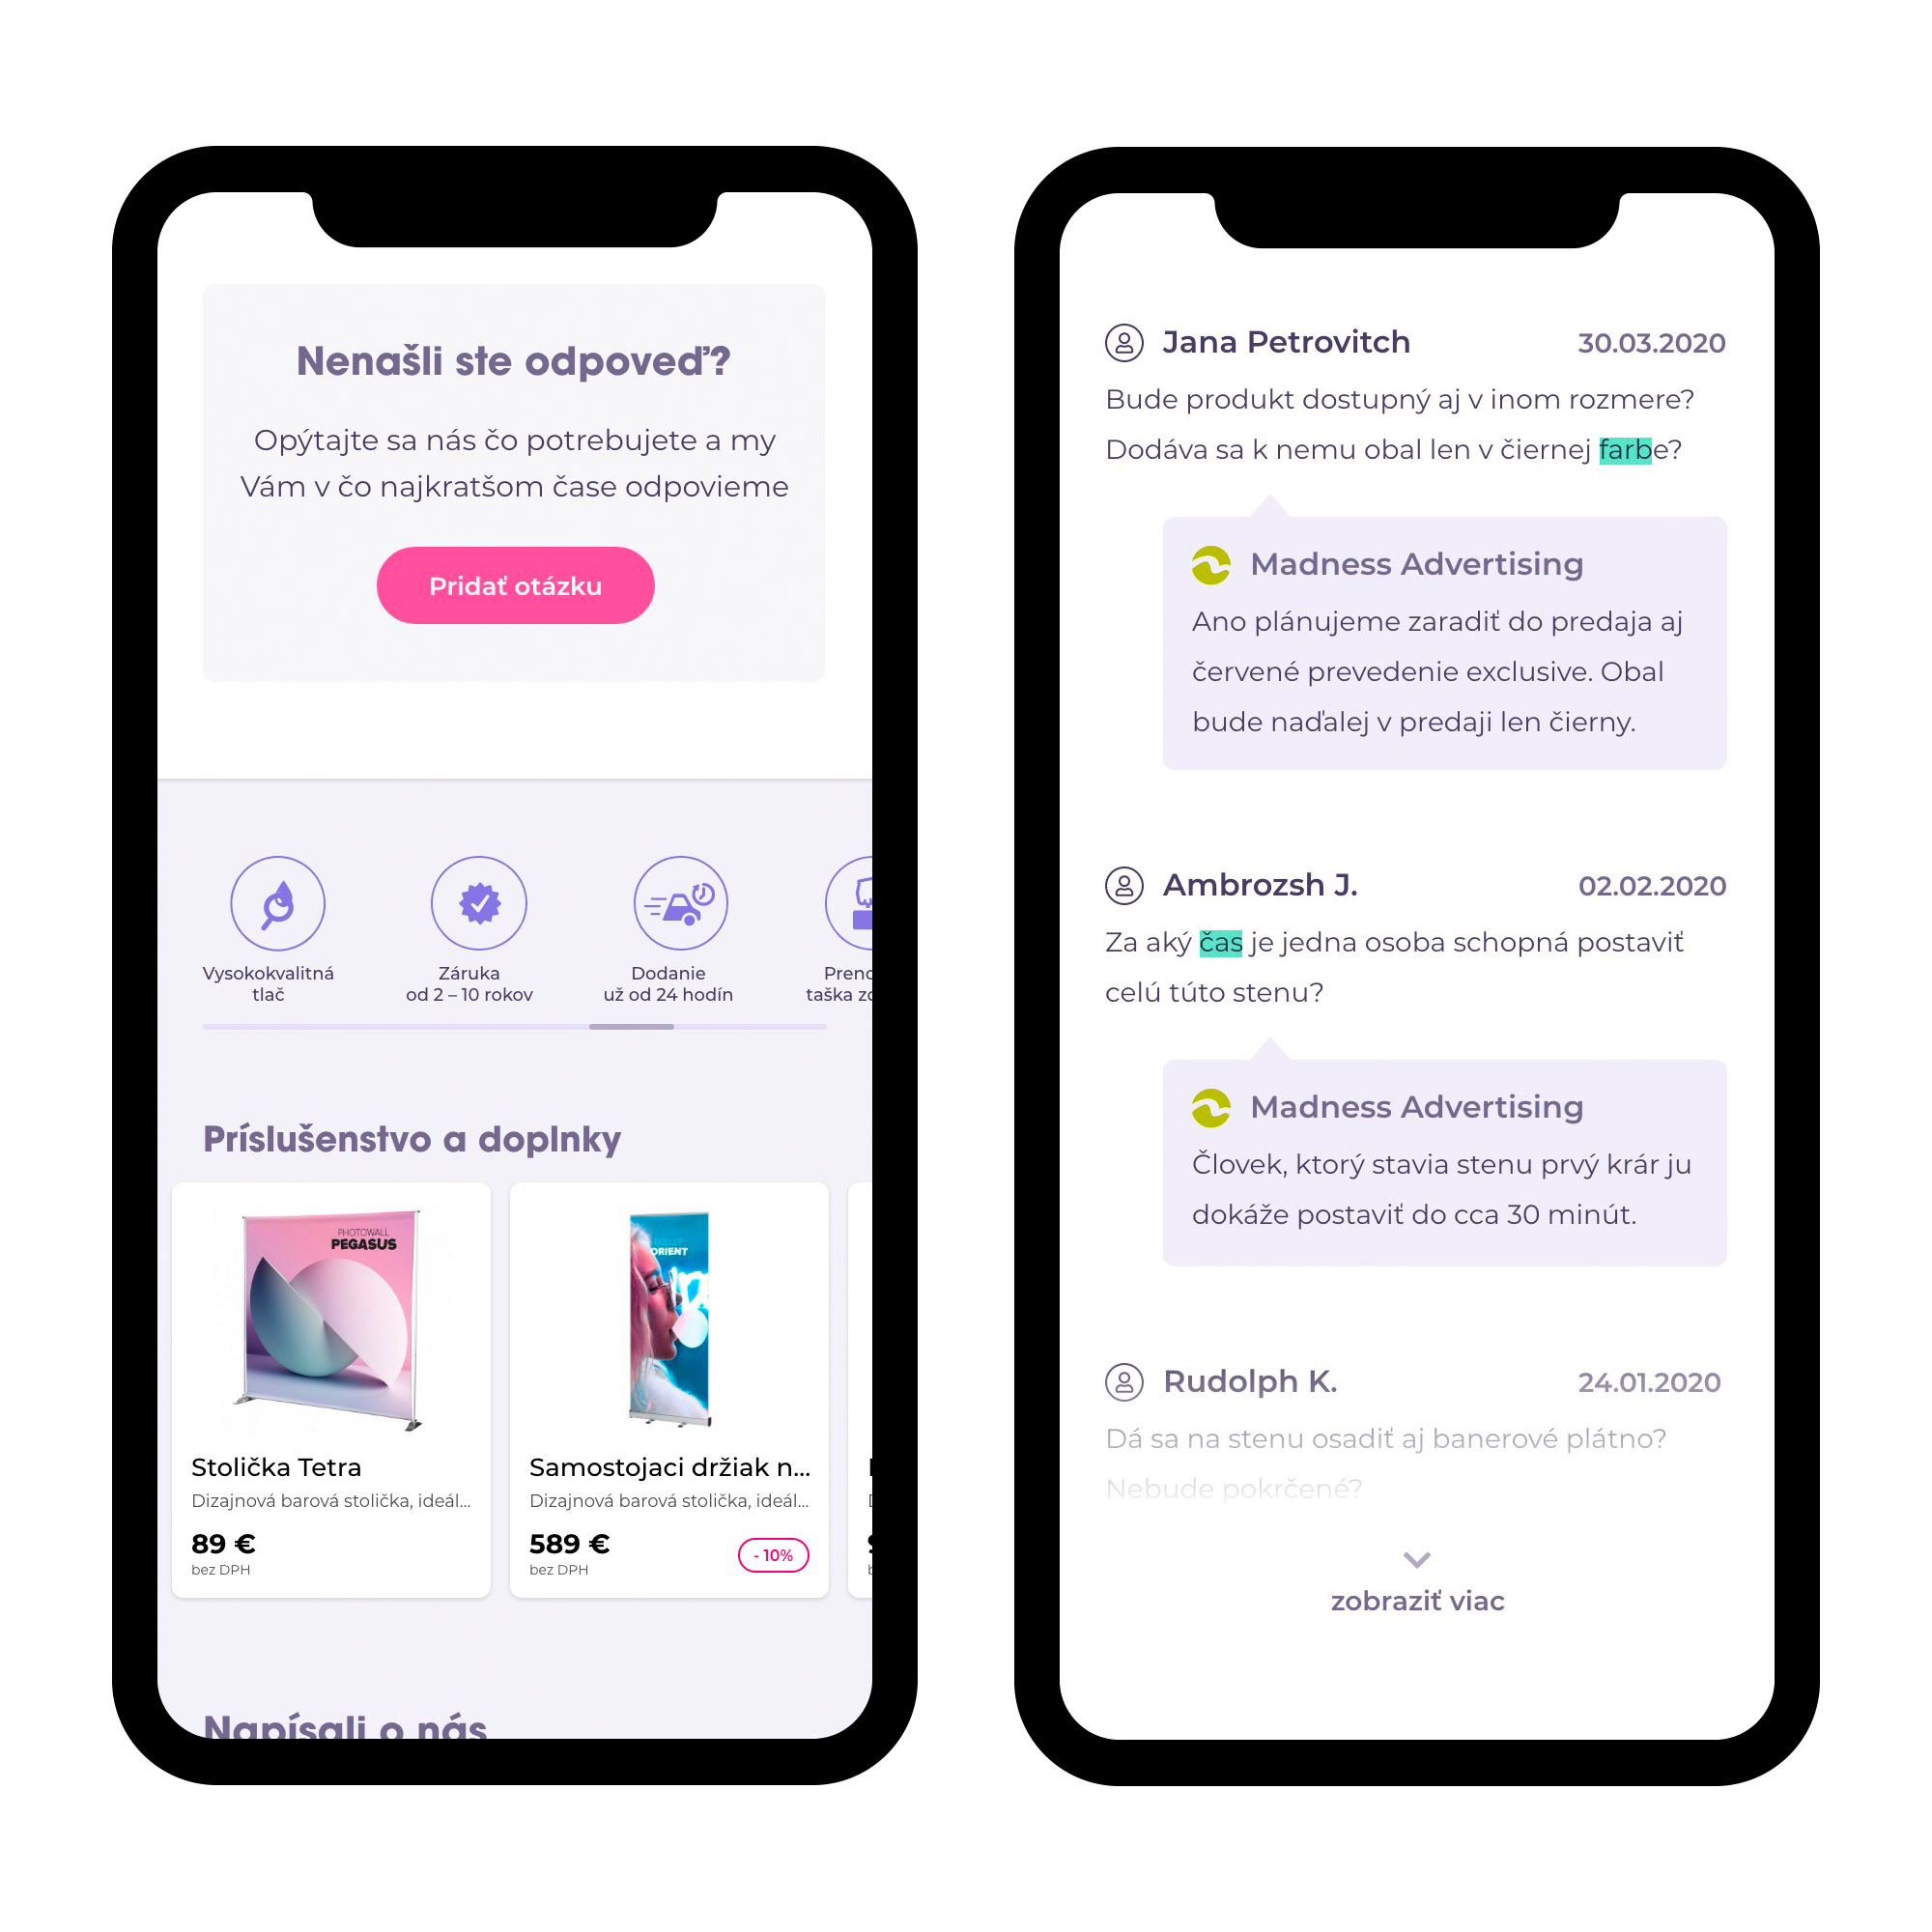 Nenašli ste odpoveď?
Opýtajte sa nás čo potrebujete a my
Vám v čo najkratšom čase odpovieme
Pridať otázku
Vysokokvalitná
tlač
Záruka
od 2 – 10 rokov
Dodanie
už od 24 hodín
taška
Príslušenstvo a doplnky
PHOTOWALL
PEGASUS
ORIENT
Stolička Tetra
Dizajnová barová stolička, ideál...
89 €
bez DPH
Samostojaci držiak n...
Dizajnová barová stolička, ideál...
589 €
bez DPH
- 10%
Napísali o nás
Jana Petrovitch
30.03.2020
Bude produkt dostupný aj v inom rozmere?
Dodáva sa k nemu obal len v čiernej farbe?
Madness Advertising
Ano plánujeme zaradiť do predaja aj
červené prevedenie exclusive. Obal
bude naďalej v predaji len čierny.
Ambrozsh J.
02.02.2020
Za aký čas je jedna osoba schopná postaviť
celú túto stenu?
Madness Advertising
Človek, ktorý stavia stenu prvý krár ju
dokáže postaviť do cca 30 minút.
Rudolph K.
24.01.2020
Dá sa na stenu osadiť aj banerové plátno?
Nebude pokrčené?
zobraziť viac